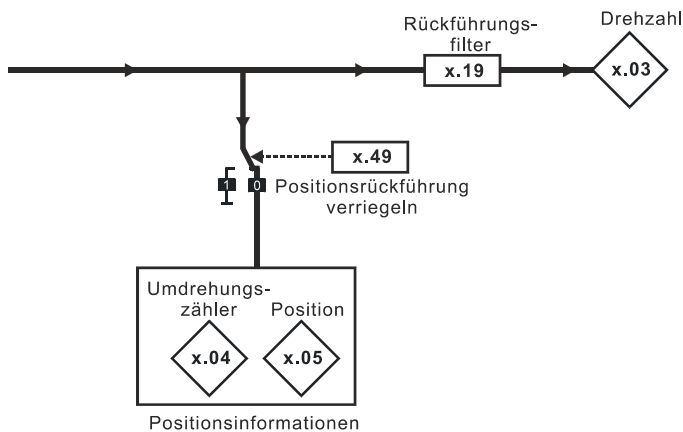 Rückführungs-
filter
x.19
Drehzahl
x.03
x.49
Positionsrückführung
verriegeln
1 0
Umdrehungs-
zähler
x.04
Position
x.05
Positionsinformationen